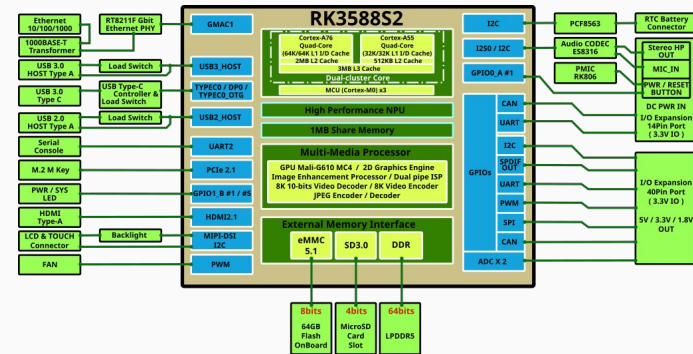 RK3588S2
Ethernet
10/100/1000
RT8211F Gbit
Ethernet PHY
1000BASE-T
Transformer
GMAC1
USB 3.0
HOST Type A
Load Switch
USB3_HOST
USB 3.0
Type C
USB Type-C
Controller &
Load Switch
TYPEC0 / DP0 /
TYPEC0_OTG
USB 2.0
HOST Type A
Load Switch
USB2_HOST
Serial
Console
UART2
M.2 M Key
PCIe 2.1
PWR / SYS
LED
GPIO1_B #1 / #5
HDMI
Type-A
HDMI2.1
LCD & TOUCH
Connector
Backlight
MIPI-DSI
I2C
FAN
PWM
Cortex-A76
Quad-Core
(64K/64K L1 I/D Cache)
2MB L2 Cache
Cortex-A55
Quad-Core
(32K/32K L1 I/D Cache)
512KB L2 Cache
3MB L3 Cache
Dual-cluster Core
MCU (Cortex-M0) x3
High Performance NPU
1MB Share Memory
Multi-Media Processor
GPU Mali-G610 MC4 / 2D Graphics Engine
Image Enhancement Processor / Dual pipe ISP
8K 10-bits Video Decoder / 8K Video Encoder
JPEG Encoder / Decoder
External Memory Interface
eMMC
5.1
SD3.0
DDR
8bits
64GB
Flash
OnBoard
4bits
MicroSD
Card
Slot
64bits
LPDDR5
I2C
PCF8563
RTC Battery
Connector
I2S0 / I2C
Audio CODEC
ES8316
Stereo HP
OUT
MIC_IN
GPIO0_A #1
PMIC
RK806
PWR / RESET
BUTTON
DC PWR IN
GPIOs
CAN
UART
I/O Expansion
14Pin Port
( 3.3V IO )
I2C
SPDIF
OUT
UART
PWM
SPI
CAN
ADC X 2
I/O Expansion
40Pin Port
( 3.3V IO )
5V / 3.3V / 1.8V
OUT